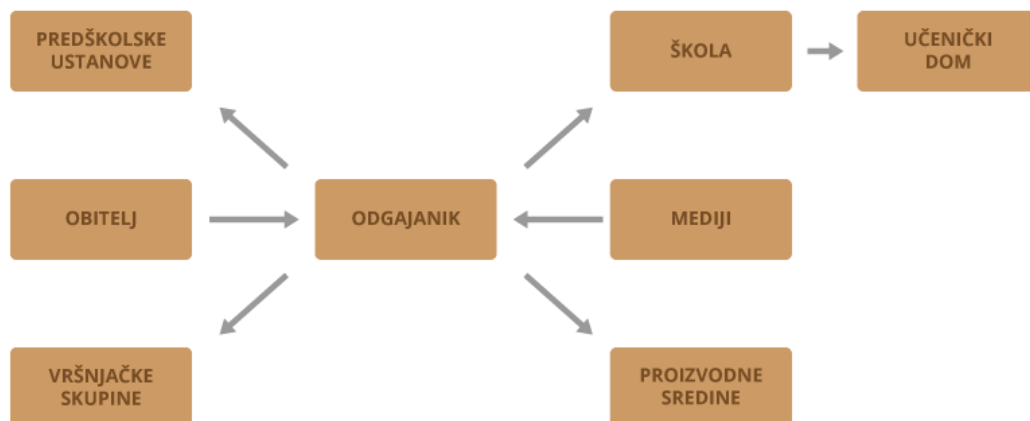 PREDŠKOLSKE
USTANOVE
ŠKOLA
UČENIČKI
DOM
OBITELJ
ODGAJANIK
MEDIJI
VRŠNJAČKE
SKUPINE
PROIZVODNE
SREDINE